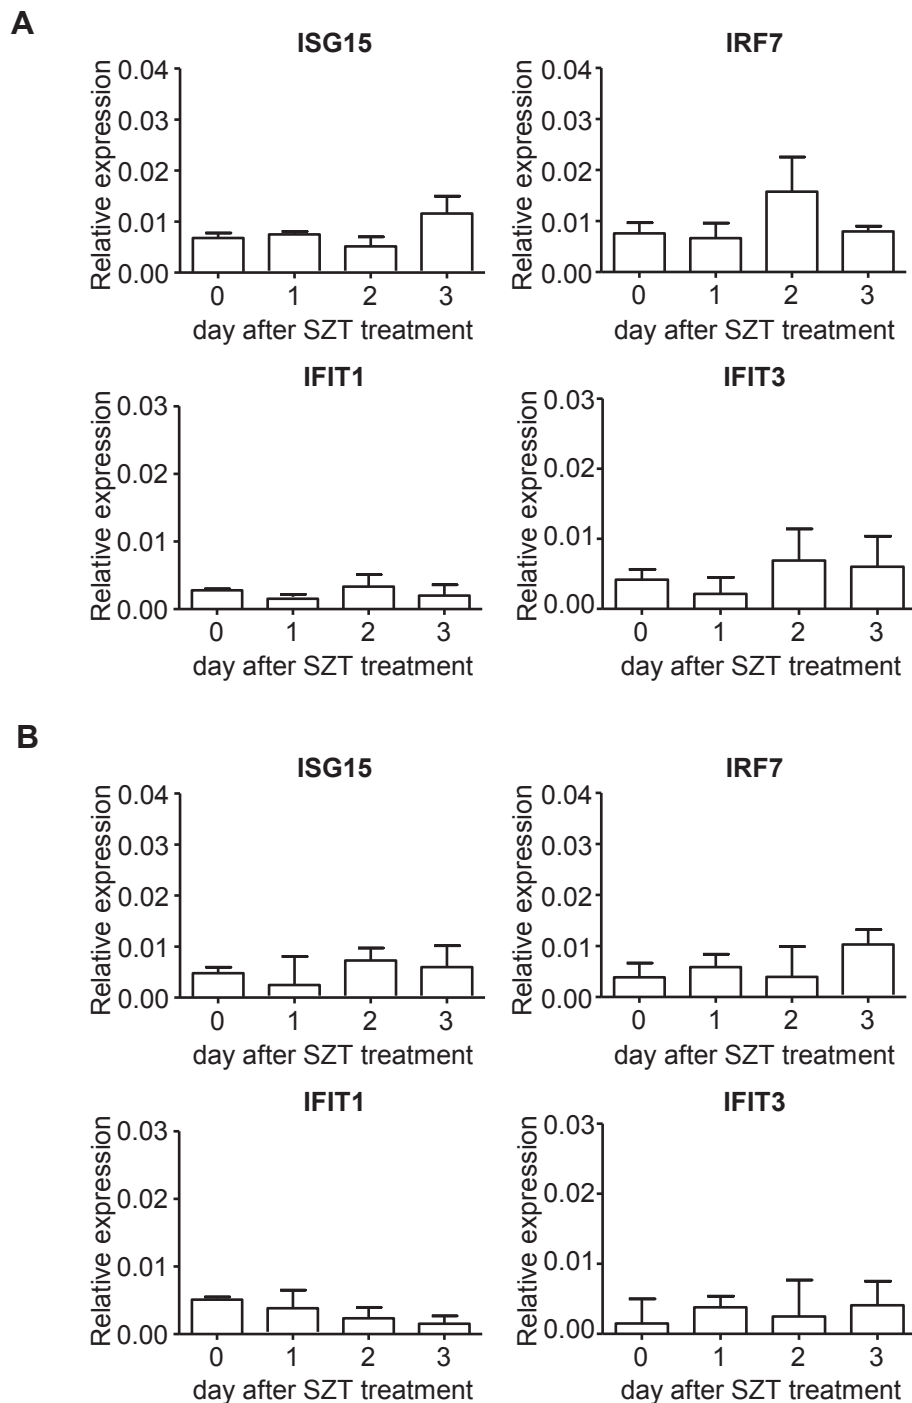 A
ISG15
Relative expression
0.04
0.03
0.02
0.01
0.00
0 1 2 3
day after SZT treatment
IRF7
Relative expression
0.04
0.03
0.02
0.01
0.00
0 1 2 3
day after SZT treatment
IFIT1
Relative expression
0.03
0.02
0.01
0.00
0 1 2 3
day after SZT treatment
IFIT3
Relative expression
0.03
0.02
0.01
0.00
0 1 2 3
day after SZT treatment
B
ISG15
Relative expression
0.04
0.03
0.02
0.01
0.00
0 1 2 3
day after SZT treatment
IRF7
Relative expression
0.04
0.03
0.02
0.01
0.00
0 1 2 3
day after SZT treatment
IFIT1
Relative expression
0.03
0.02
0.01
0.00
0 1 2 3
day after SZT treatment
IFIT3
Relative expression
0.03
0.02
0.01
0.00
0 1 2 3
day after SZT treatment